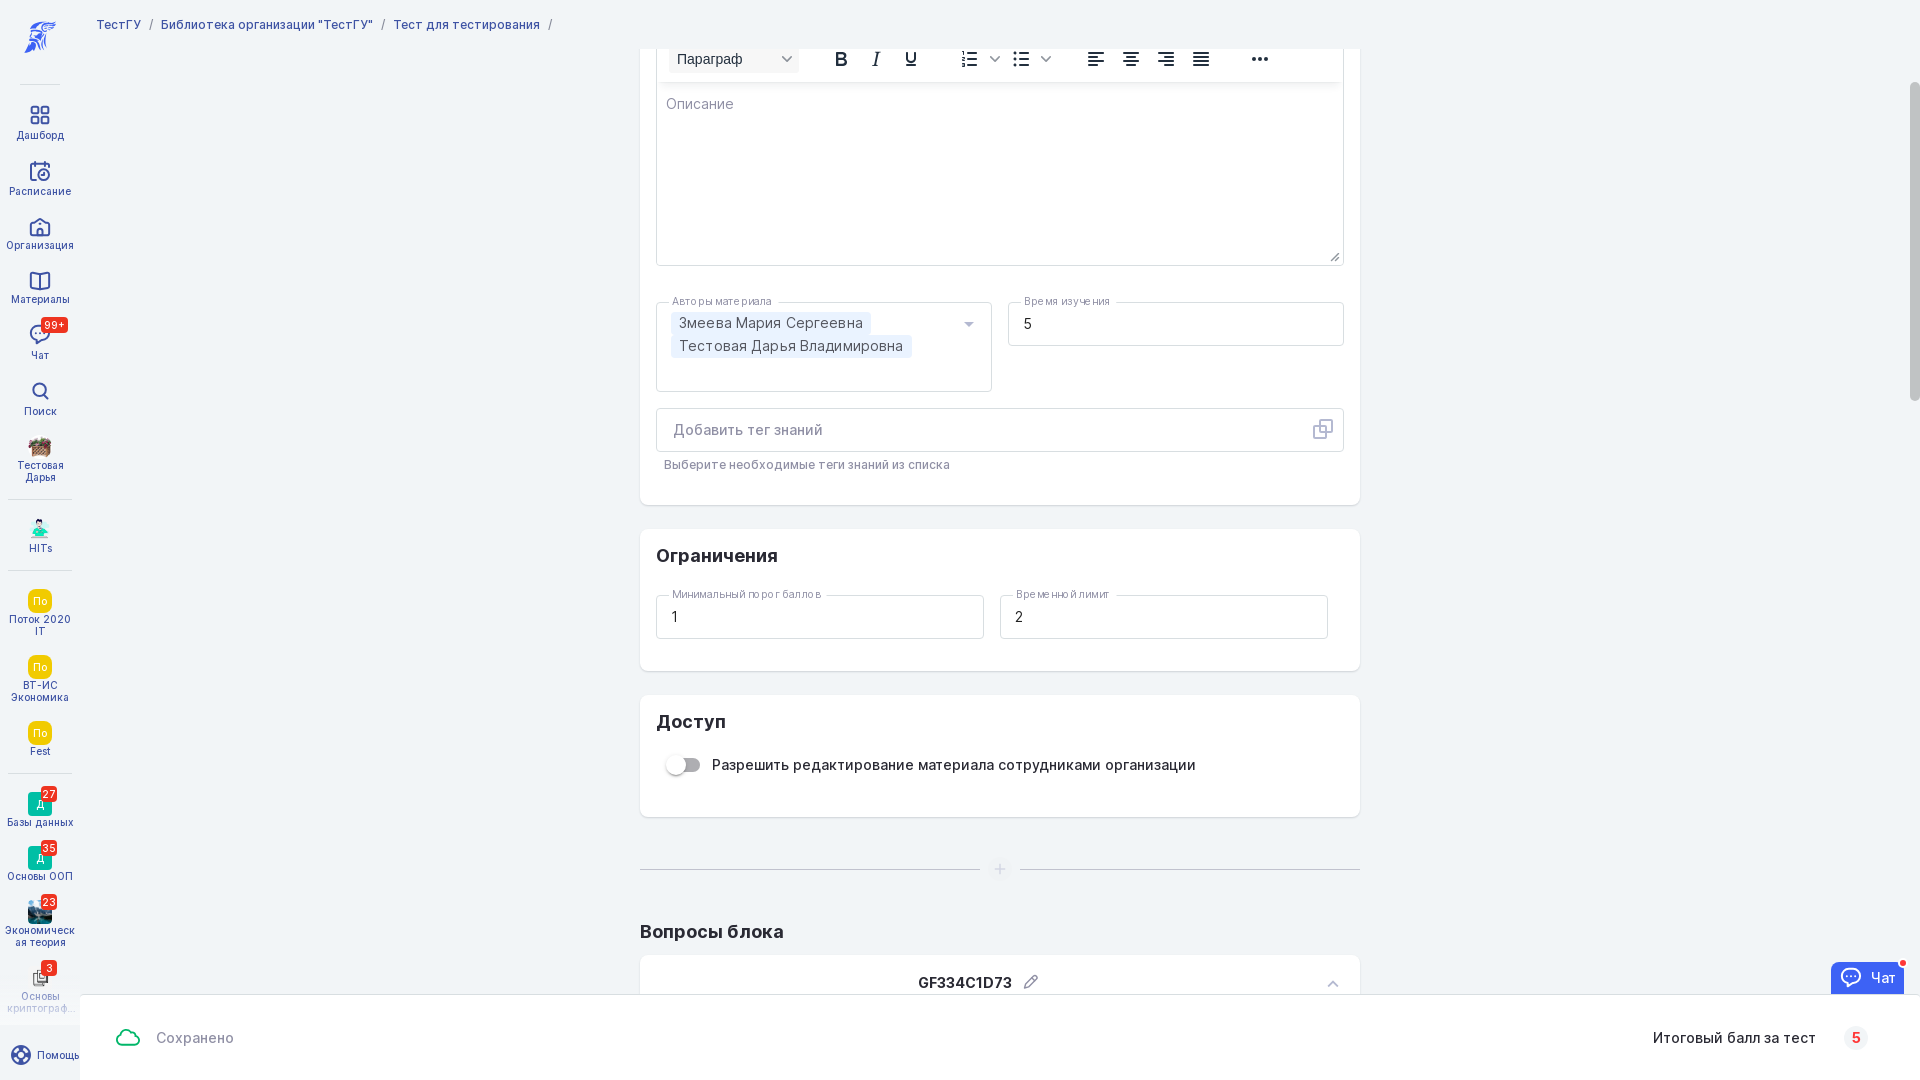 ТестГУ / Библиотека организации "ТестГУ" / Тест для тестирования /
Дашборд
Расписание
Организация
Материалы
99+
Чат
Поиск
Тестовая
Дарья
HITs
По
Поток 2020
IT
По
ВТ-ИС
Экономика
По
Fest
27
Д
Базы данных
35
Д
Основы ООП
23
Экономическ
ая теория
3
Основы
криптограф...
Помощь
Параграф
Описание
Авторы материала
Змеева Мария Сергеевна
Тестовая Дарья Владимировна
Время изучения
5
Добавить тег знаний
Выберите необходимые теги знаний из списка
Ограничения
Минимальный порог баллов
1
Временной лимит
2
Доступ
Разрешить редактирование материала сотрудниками организации
Вопросы блока
GF334C1D73
Чат
Сохранено
Итоговый балл за тест 5